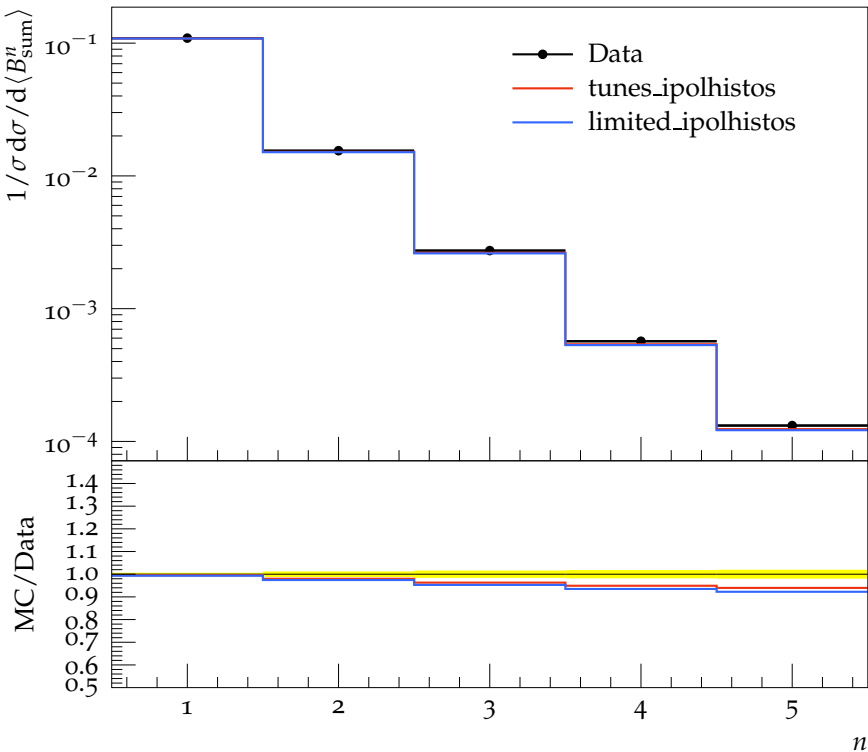 1/σ dσ/d⟨B^n_sum⟩
10^−1
10^−2
10^−3
10^−4
Data
tunes_ipolhistos
limited_ipolhistos
MC/Data
1.4
1.3
1.2
1.1
1.0
0.9
0.8
0.7
0.6
0.5
1 2 3 4 5
n